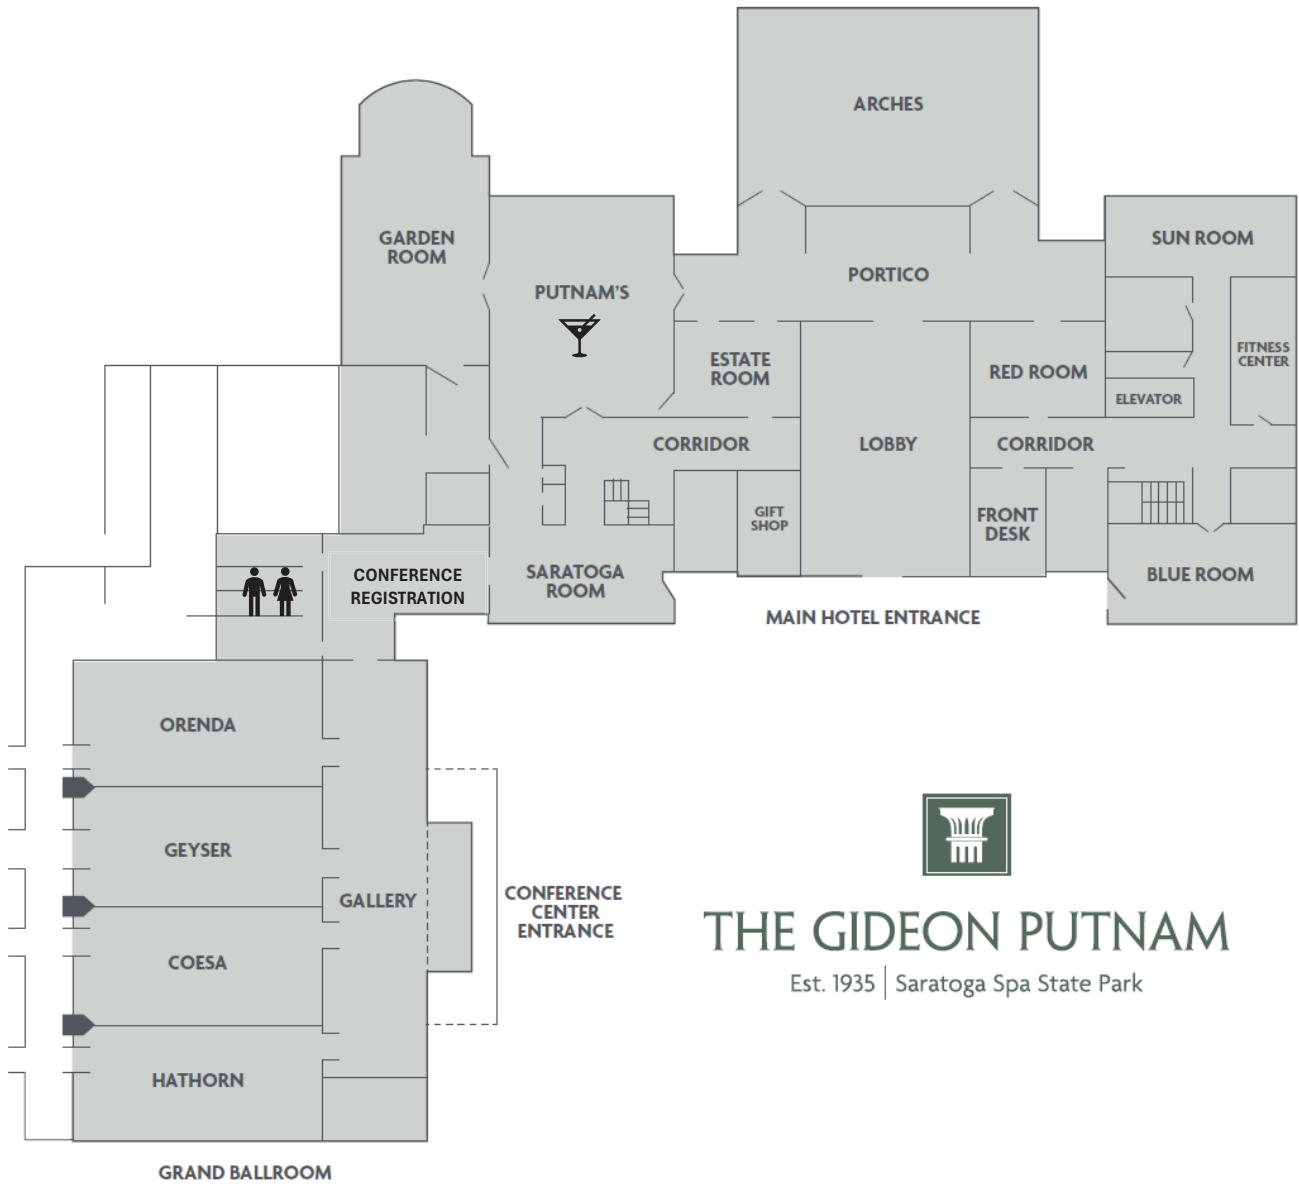 ARCHES
GARDEN
ROOM
PUTNAM'S
PORTICO
SUN ROOM
ESTATE
ROOM
RED ROOM
FITNESS
CENTER
ELEVATOR
CORRIDOR
LOBBY
CORRIDOR
GIFT
SHOP
FRONT
DESK
CONFERENCE
REGISTRATION
SARATOGA
ROOM
BLUE ROOM
MAIN HOTEL ENTRANCE
ORENDA
GEYSER
GALLERY
COESA
HATHORN
CONFERENCE
CENTER
ENTRANCE
GRAND BALLROOM
THE GIDEON PUTNAM
Est. 1935 | Saratoga Spa State Park